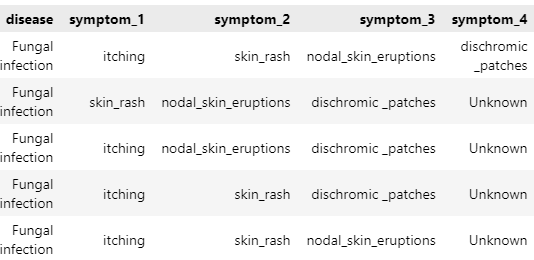 disease symptom_1 symptom_2 symptom_3 symptom_4
Fungal infection itching skin_rash nodal_skin_eruptions dischromic _patches
Fungal infection skin_rash nodal_skin_eruptions dischromic _patches Unknown
Fungal infection itching nodal_skin_eruptions dischromic _patches Unknown
Fungal infection itching skin_rash dischromic _patches Unknown
Fungal infection itching skin_rash nodal_skin_eruptions Unknown